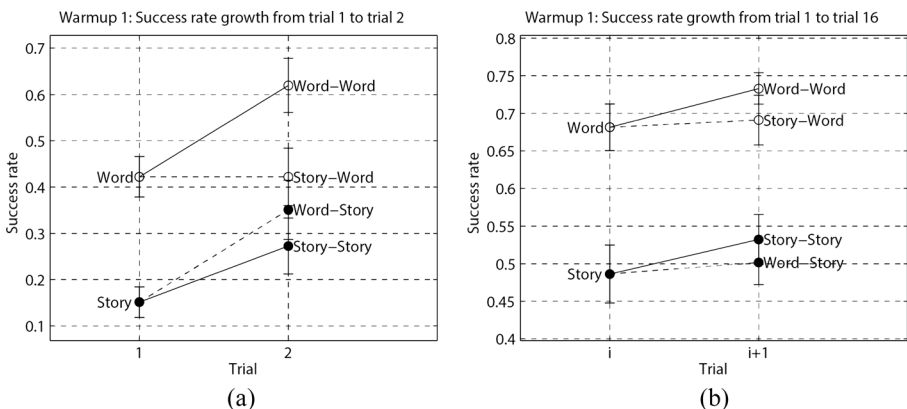 Warmup 1: Success rate growth from trial 1 to trial 2
0.7
0.6
0.5
0.4
0.3
0.2
0.1
Success rate
Word
Story
Word–Word
Story–Word
Word–Story
Story–Story
1
2
Trial
(a)
Warmup 1: Success rate growth from trial 1 to trial 16
0.8
0.75
0.7
0.65
0.6
0.55
0.5
0.45
0.4
Success rate
Word
Story
Word–Word
Story–Word
Story–Story
Word–Story
i
i+1
Trial
(b)